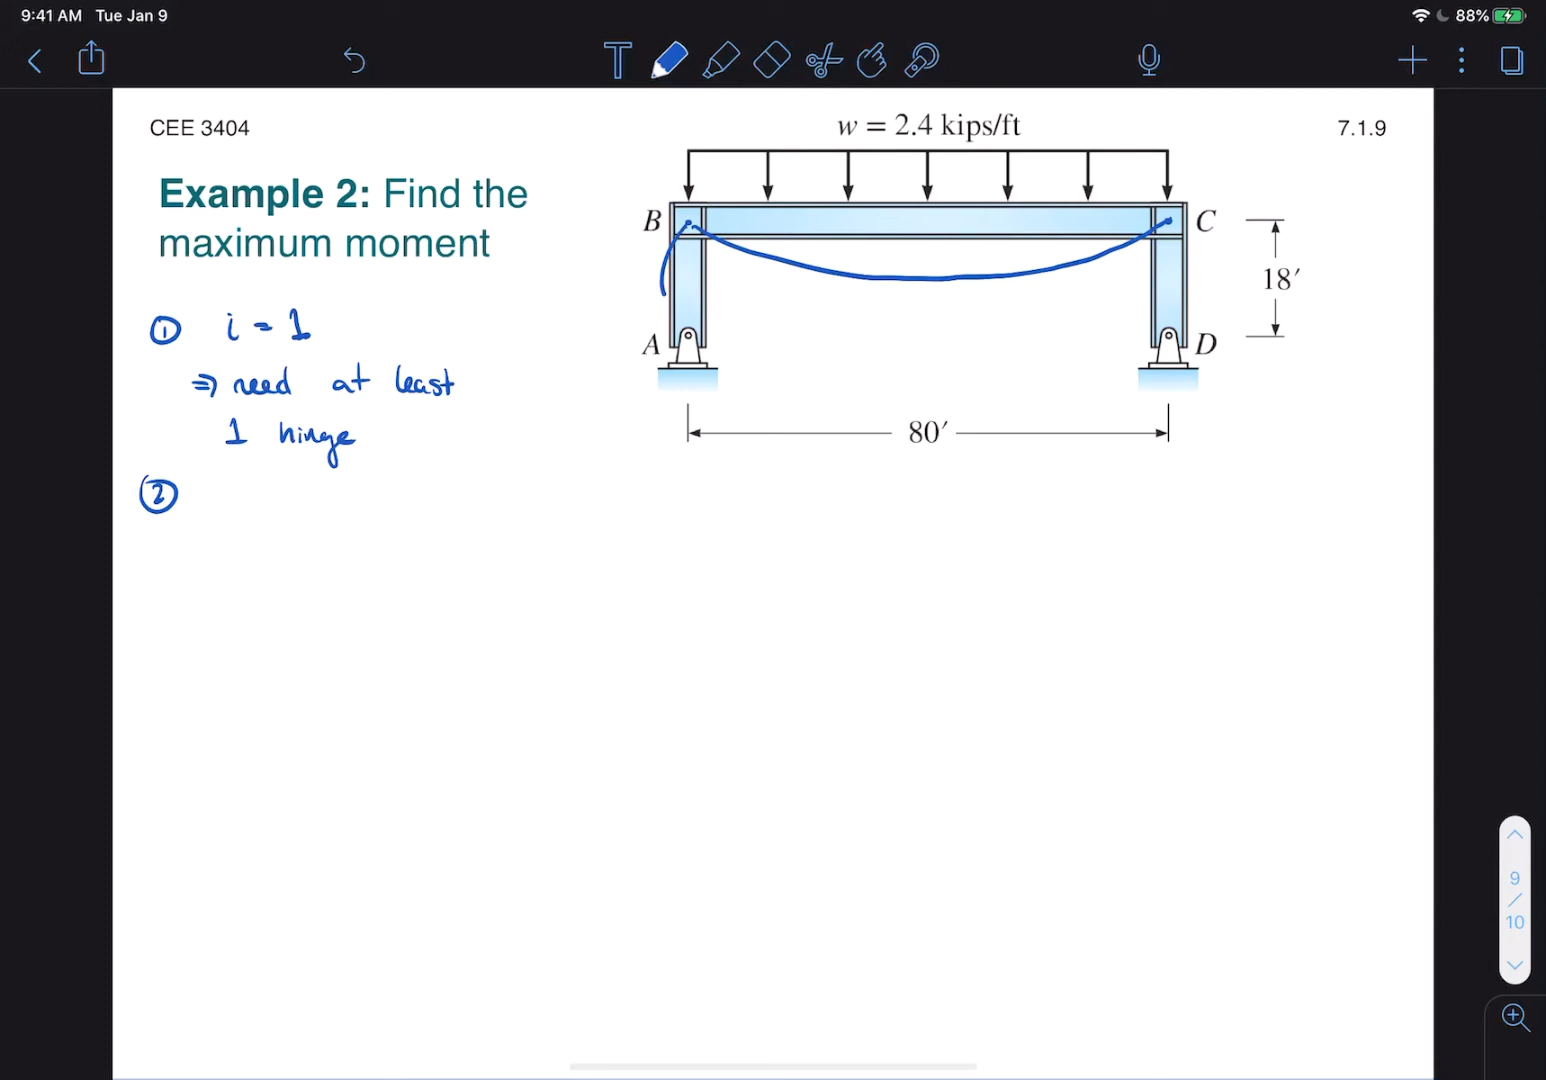 9:41 AM Tue Jan 9
88%
CEE 3404
w = 2.4 kips/ft
7.1.9
Example 2: Find the
maximum moment
B
C
18′
A
D
80′
① i = 1
⇒ need at least
1 hinge
②
9
/
10